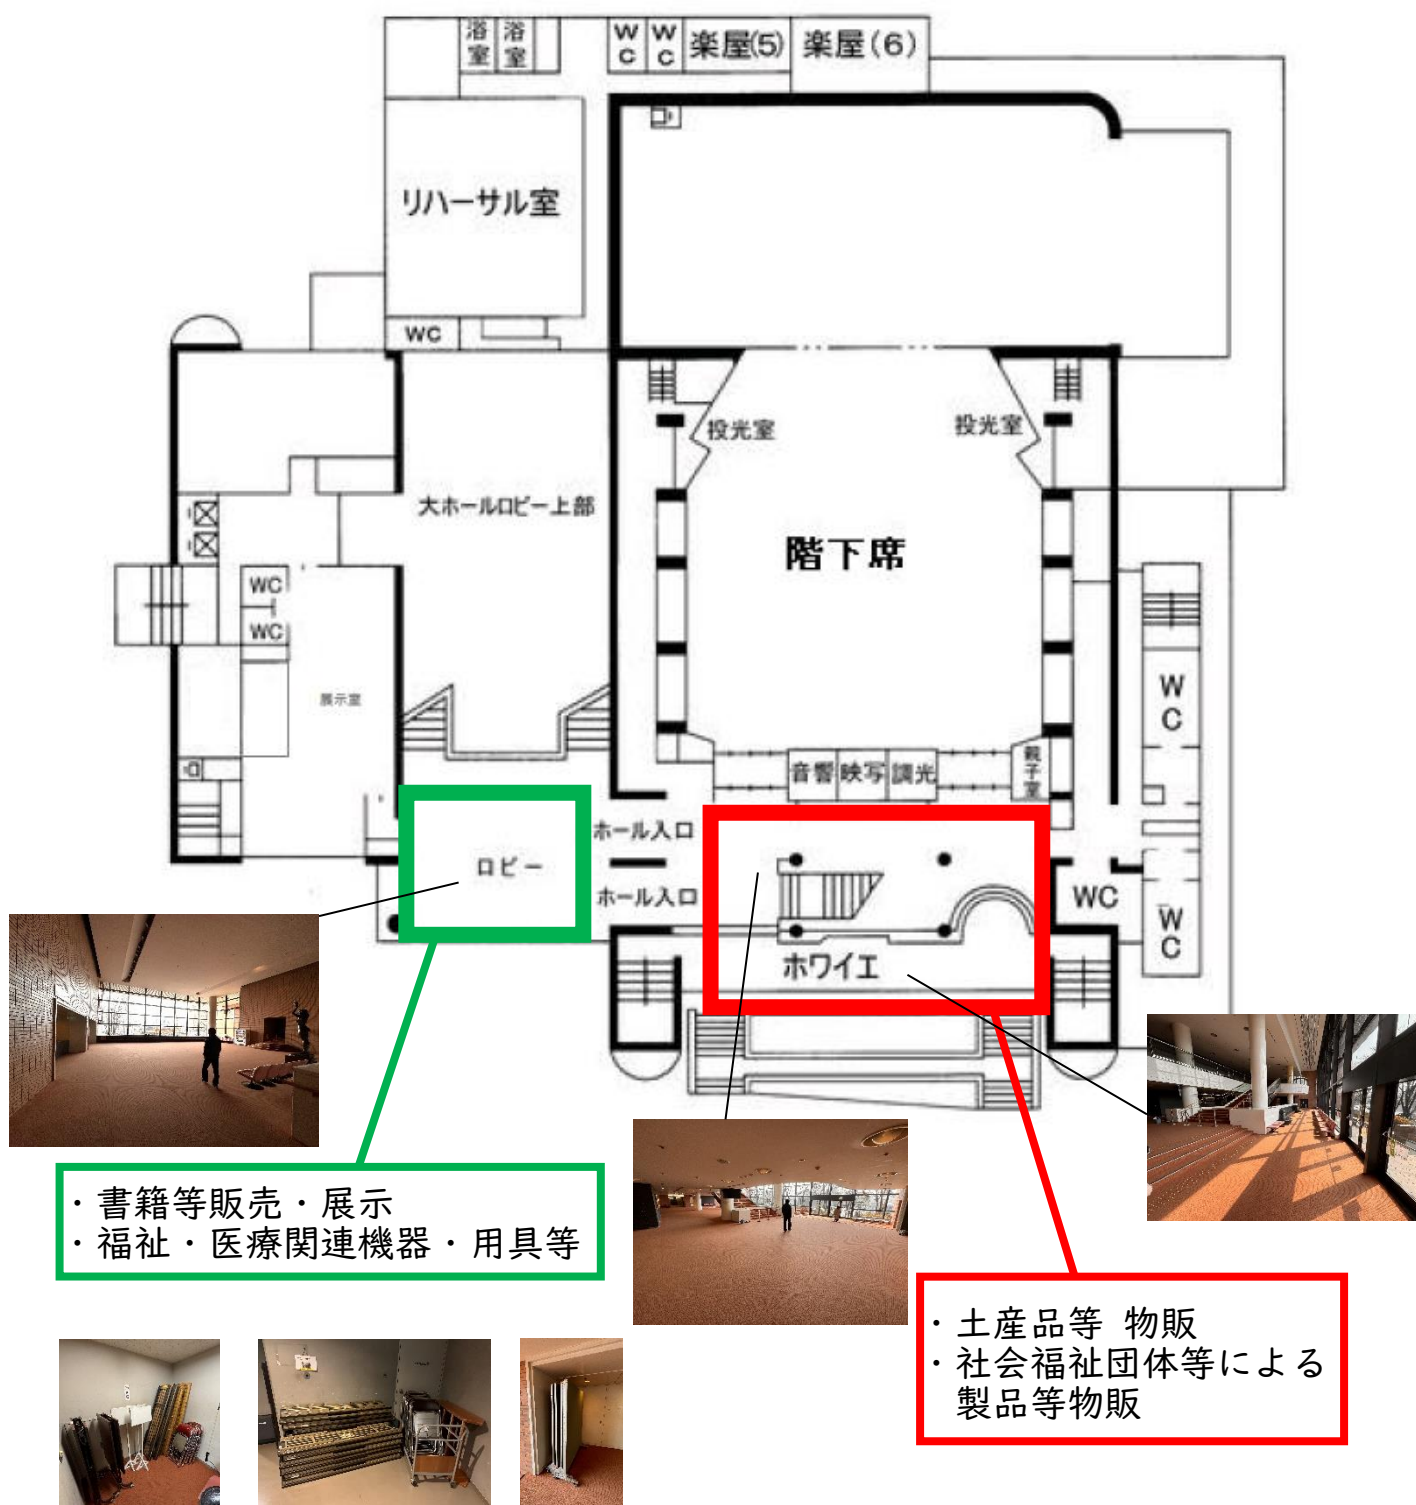 浴室
浴室
WC
WC
楽屋(5)
楽屋(6)
リハーサル室
WC
投光室
投光室
大ホールロビー上部
階下席
WC
WC
展示室
WC
音響
映写
調光
親子室
ホール入口
ロビー
ホール入口
WC
WC
ホワイエ
・書籍等販売・展示
・福祉・医療関連機器・用具等
・土産品等 物販
・社会福祉団体等による
製品等物販